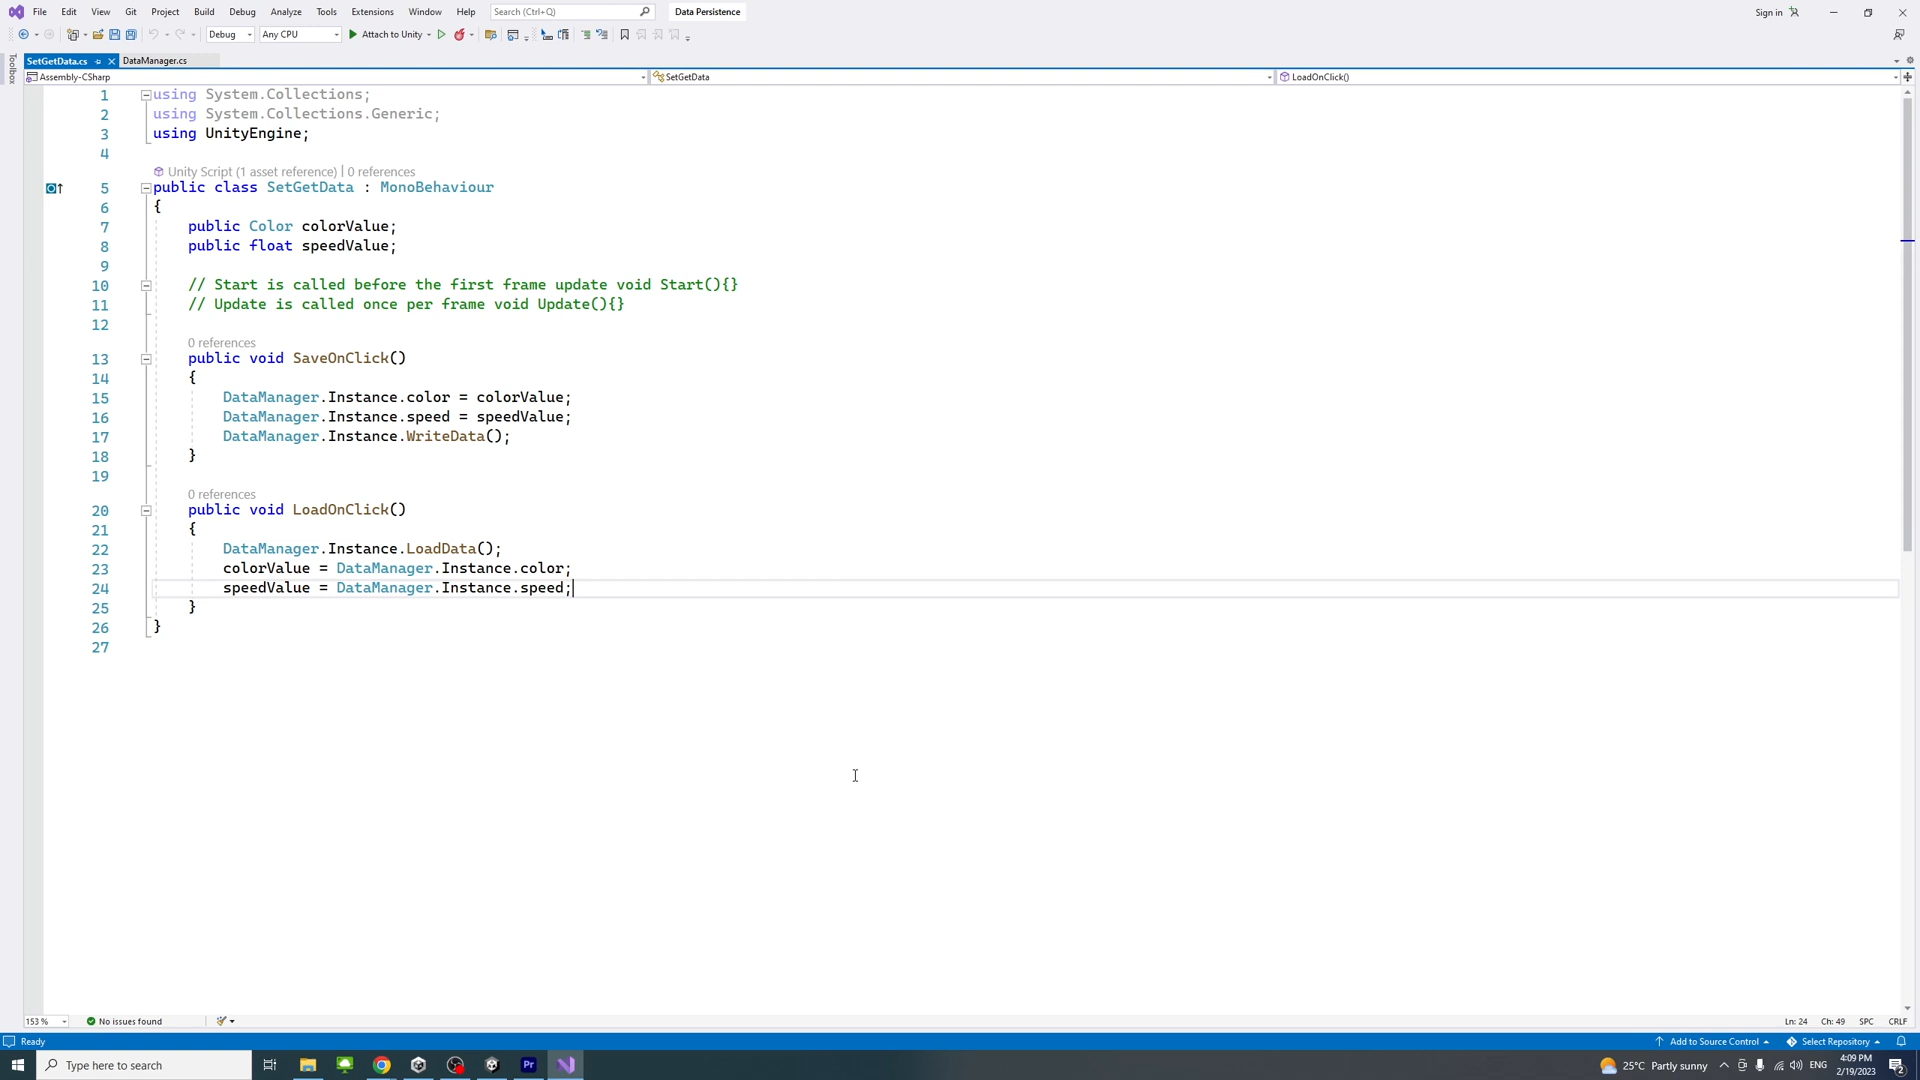 File Edit View Git Project Build Debug Analyze Tools Extensions Window Help Search (Ctrl+Q) Data Persistence Sign in
Debug Any CPU Attach to Unity
Toolbox
SetGetData.cs DataManager.cs
Assembly-CSharp SetGetData LoadOnClick()
1 using System.Collections;
2 using System.Collections.Generic;
3 using UnityEngine;
4
Unity Script (1 asset reference) | 0 references
5 public class SetGetData : MonoBehaviour
6 {
7 public Color colorValue;
8 public float speedValue;
9
10 // Start is called before the first frame update void Start(){}
11 // Update is called once per frame void Update(){}
12
0 references
13 public void SaveOnClick()
14 {
15 DataManager.Instance.color = colorValue;
16 DataManager.Instance.speed = speedValue;
17 DataManager.Instance.WriteData();
18 }
19
0 references
20 public void LoadOnClick()
21 {
22 DataManager.Instance.LoadData();
23 colorValue = DataManager.Instance.color;
24 speedValue = DataManager.Instance.speed;
25 }
26 }
27
153 % No issues found Ln: 24 Ch: 49 SPC CRLF
Ready Add to Source Control Select Repository
Type here to search Pr 25°C Partly sunny ENG 4:09 PM
2/19/2023 2